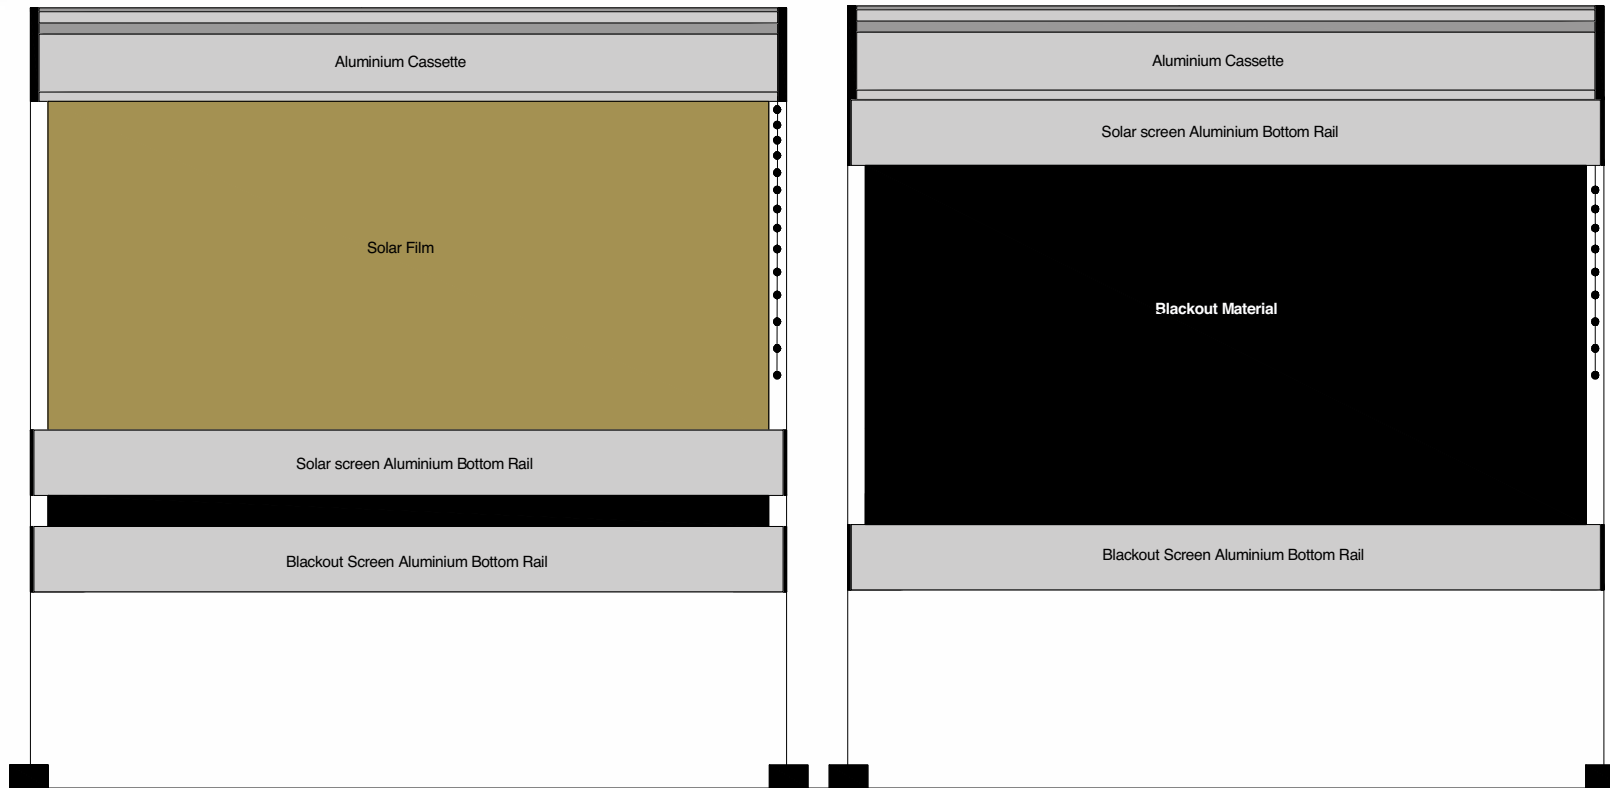 Aluminium Cassette
Solar Film
Solar screen Aluminium Bottom Rail
Blackout Screen Aluminium Bottom Rail
Aluminium Cassette
Solar screen Aluminium Bottom Rail
Blackout Material
Blackout Screen Aluminium Bottom Rail